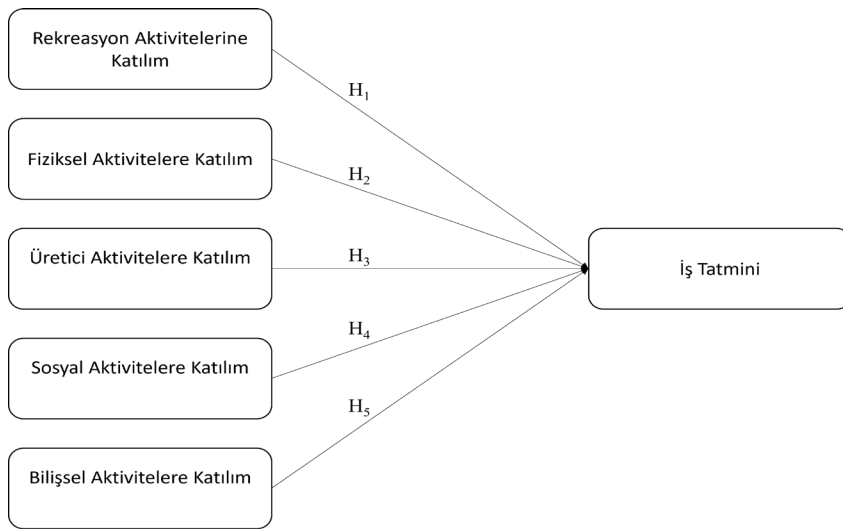 Rekreasyon Aktivitelerine
Katılım
H₁
Fiziksel Aktivitelere Katılım
H₂
Üretici Aktivitelere Katılım
H₃
İş Tatmini
Sosyal Aktivitelere Katılım
H₄
Bilişsel Aktivitelere Katılım
H₅